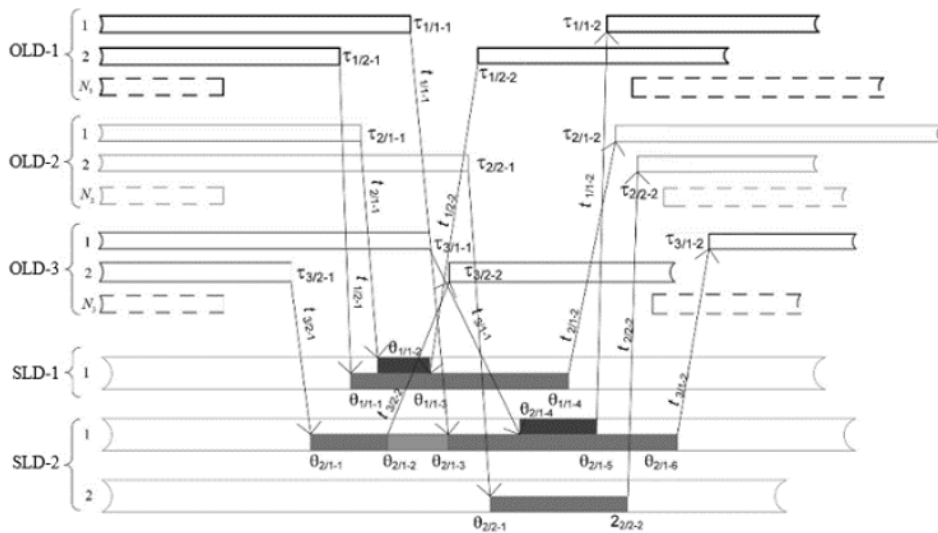 1 τ1/1-1 τ1/1-2
OLD-1 2 τ1/2-1 τ1/2-2
t1/1-1
N1
1 τ2/1-1 τ2/1-2
OLD-2 2 τ2/2-1 τ2/2-2
t2/1-1 t1/2-2 t1/1-2
N2
1 τ3/1-1 τ3/1-2
OLD-3 2 τ3/2-1 τ3/2-2
N3
t3/2-1 t1/2-1 t3/1-1 t2/1-2 t2/2-2
θ1/1-2
SLD-1 1
θ1/1-1 t3/2-2 θ1/1-3 θ1/1-4 t3/1-2
θ2/1-4
1
θ2/1-1 θ2/1-2 θ2/1-3 θ2/1-5 θ2/1-6
SLD-2
2
θ2/2-1 22/2-2